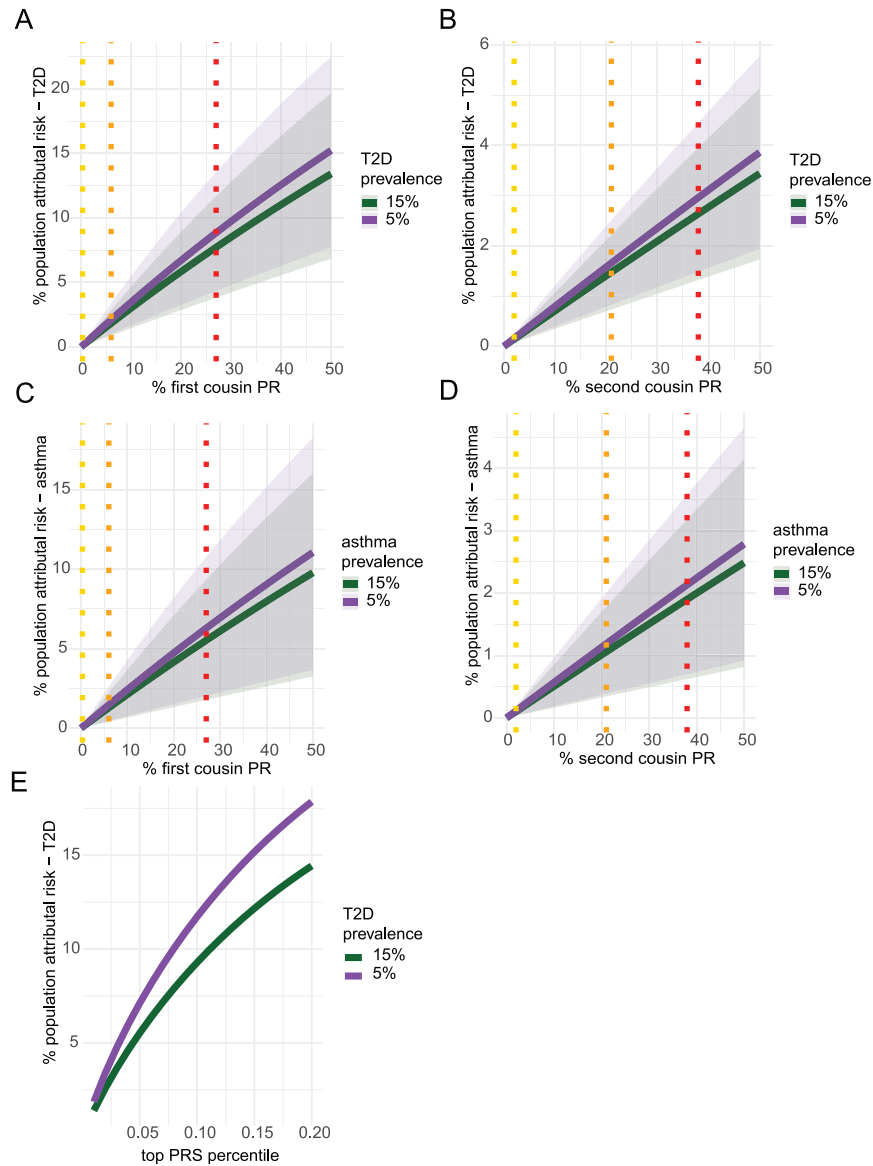 A
% population attributal risk – T2D
20
15
10
5
0
0 10 20 30 40 50
% first cousin PR
T2D
prevalence
15%
5%
B
% population attributal risk – T2D
6
4
2
0
0 10 20 30 40 50
% second cousin PR
T2D
prevalence
15%
5%
C
% population attributal risk – asthma
15
10
5
0
0 10 20 30 40 50
% first cousin PR
asthma
prevalence
15%
5%
D
% population attributal risk – asthma
4
3
2
1
0
0 10 20 30 40 50
% second cousin PR
asthma
prevalence
15%
5%
E
% population attributal risk – T2D
15
10
5
0.05 0.10 0.15 0.20
top PRS percentile
T2D
prevalence
15%
5%